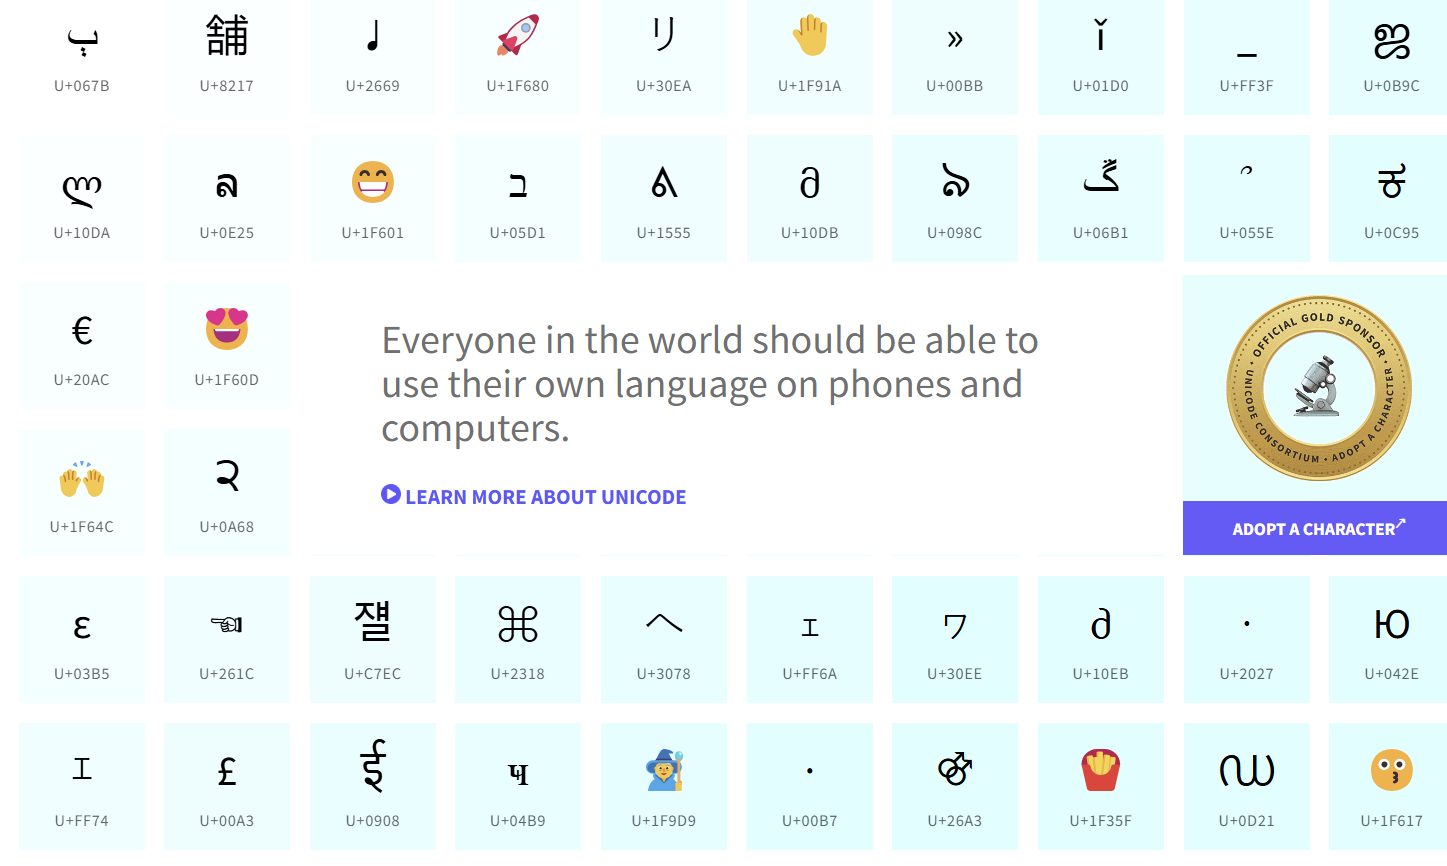 ٻ 舖 ♩ 🚀 リ 🤚 » ǐ ＿ ஜ
U+067B U+8217 U+2669 U+1F680 U+30EA U+1F91A U+00BB U+01D0 U+FF3F U+0B9C
ლ ล 😁 ב ᕕ მ ঌ ڱ ՞ ಕ
U+10DA U+0E25 U+1F601 U+05D1 U+1555 U+10DB U+098C U+06B1 U+055E U+0C95
€ 😍
U+20AC U+1F60D
Everyone in the world should be able to
use their own language on phones and
computers.
LEARN MORE ABOUT UNICODE
OFFICIAL GOLD SPONSOR • UNICODE CONSORTIUM • ADOPT A CHARACTER •
ADOPT A CHARACTER↗
🙌 २
U+1F64C U+0A68
ε ☜ 쟬 ⌘ へ ｪ ヮ ძ ‧ Ю
U+03B5 U+261C U+C7EC U+2318 U+3078 U+FF6A U+30EE U+10EB U+2027 U+042E
ｴ £ ई ҹ 🧙 · ⚣ 🍟 ഡ 😗
U+FF74 U+00A3 U+0908 U+04B9 U+1F9D9 U+00B7 U+26A3 U+1F35F U+0D21 U+1F617